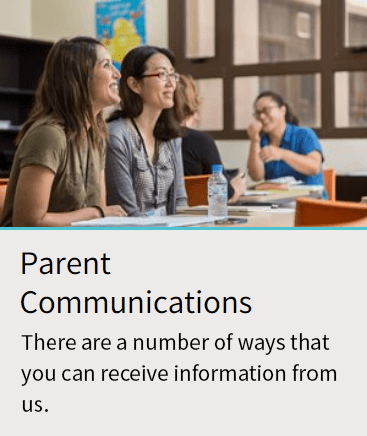 Parent
Communications
There are a number of ways that
you can receive information from
us.